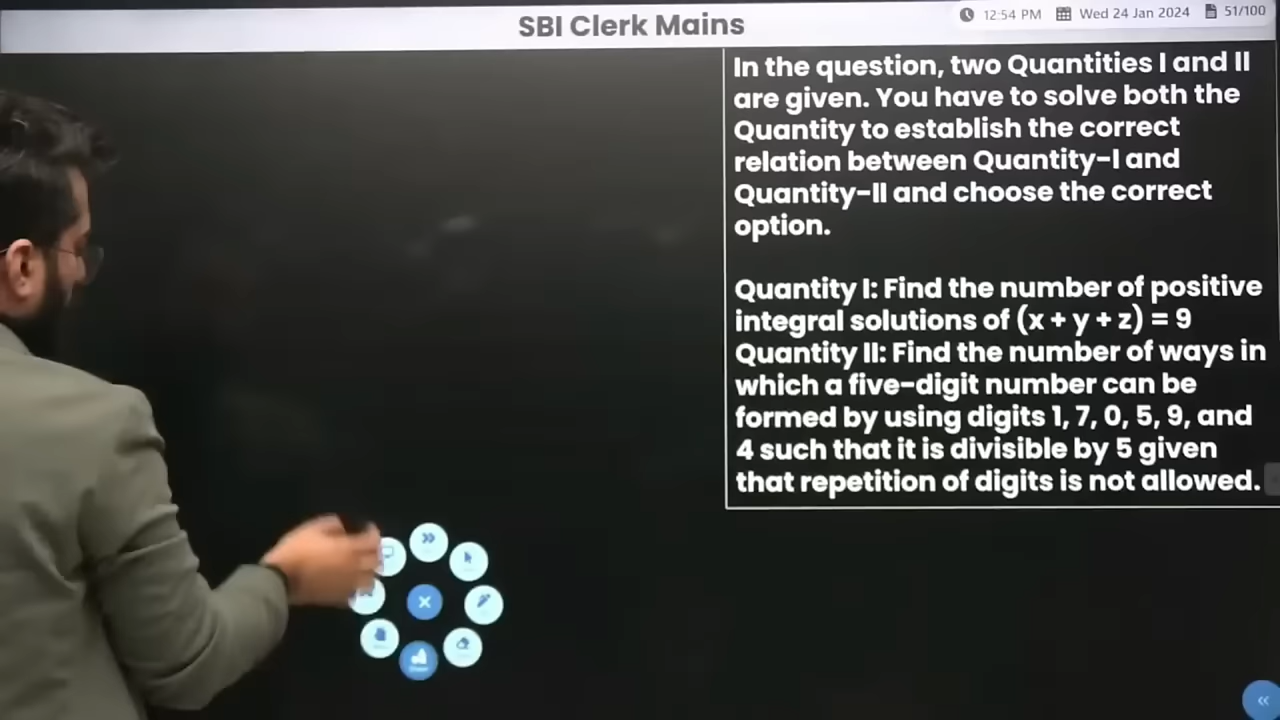 SBI Clerk Mains
12:54 PM Wed 24 Jan 2024 51/100
In the question, two Quantities I and II
are given. You have to solve both the
Quantity to establish the correct
relation between Quantity-I and
Quantity-II and choose the correct
option.
Quantity I: Find the number of positive
integral solutions of (x + y + z) = 9
Quantity II: Find the number of ways in
which a five-digit number can be
formed by using digits 1, 7, 0, 5, 9, and
4 such that it is divisible by 5 given
that repetition of digits is not allowed.